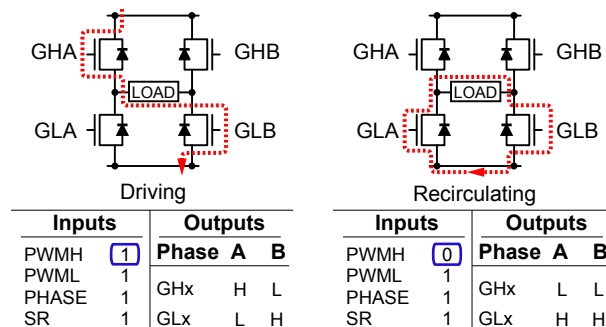 GHA GHB
LOAD
GLA GLB
Driving
Inputs Outputs
PWMH 1 Phase A B
PWML 1
PHASE 1 GHx H L
SR 1 GLx L H
GHA GHB
LOAD
GLA GLB
Recirculating
Inputs Outputs
PWMH 0 Phase A B
PWML 1
PHASE 1 GHx L L
SR 1 GLx H H